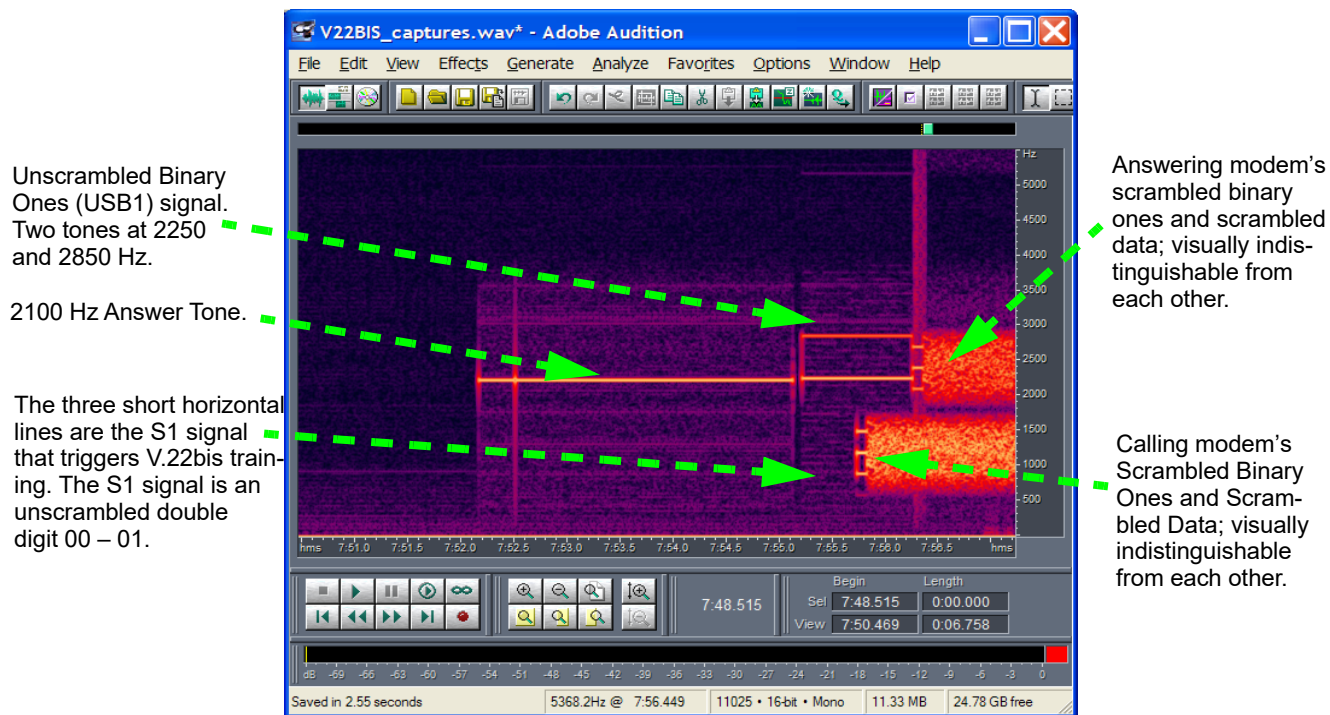 V22BIS_captures.wav* - Adobe Audition
File Edit View Effects Generate Analyze Favorites Options Window Help
Unscrambled Binary
Ones (USB1) signal.
Two tones at 2250
and 2850 Hz.
2100 Hz Answer Tone.
The three short horizontal
lines are the S1 signal
that triggers V.22bis train-
ing. The S1 signal is an
unscrambled double
digit 00 – 01.
Hz
5000
4500
4000
3500
3000
2500
2000
1500
1000
500
hms 7:51.0 7:51.5 7:52.0 7:52.5 7:53.0 7:53.5 7:54.0 7:54.5 7:55.0 7:55.5 7:56.0 7:56.5 hms
Answering modem's
scrambled binary
ones and scrambled
data; visually indis-
tinguishable from
each other.
Calling modem's
Scrambled Binary
Ones and Scram-
bled Data; visually
indistinguishable
from each other.
7:48.515
Begin Length
Sel 7:48.515 0:00.000
View 7:50.469 0:06.758
dB -69 -66 -63 -60 -57 -54 -51 -48 -45 -42 -39 -36 -33 -30 -27 -24 -21 -18 -15 -12 -9 -6 -3 0
Saved in 2.55 seconds 5368.2Hz @ 7:56.449 11025 • 16-bit • Mono 11.33 MB 24.78 GB free